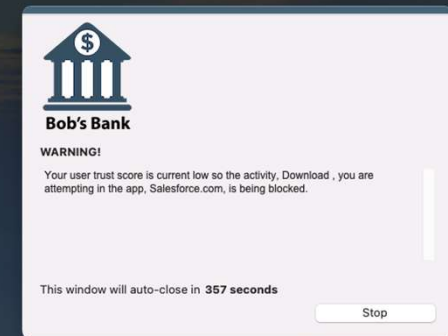 $
Bob's Bank
WARNING!
Your user trust score is current low so the activity, Download , you are
attempting in the app, Salesforce.com, is being blocked.
This window will auto-close in 357 seconds
Stop